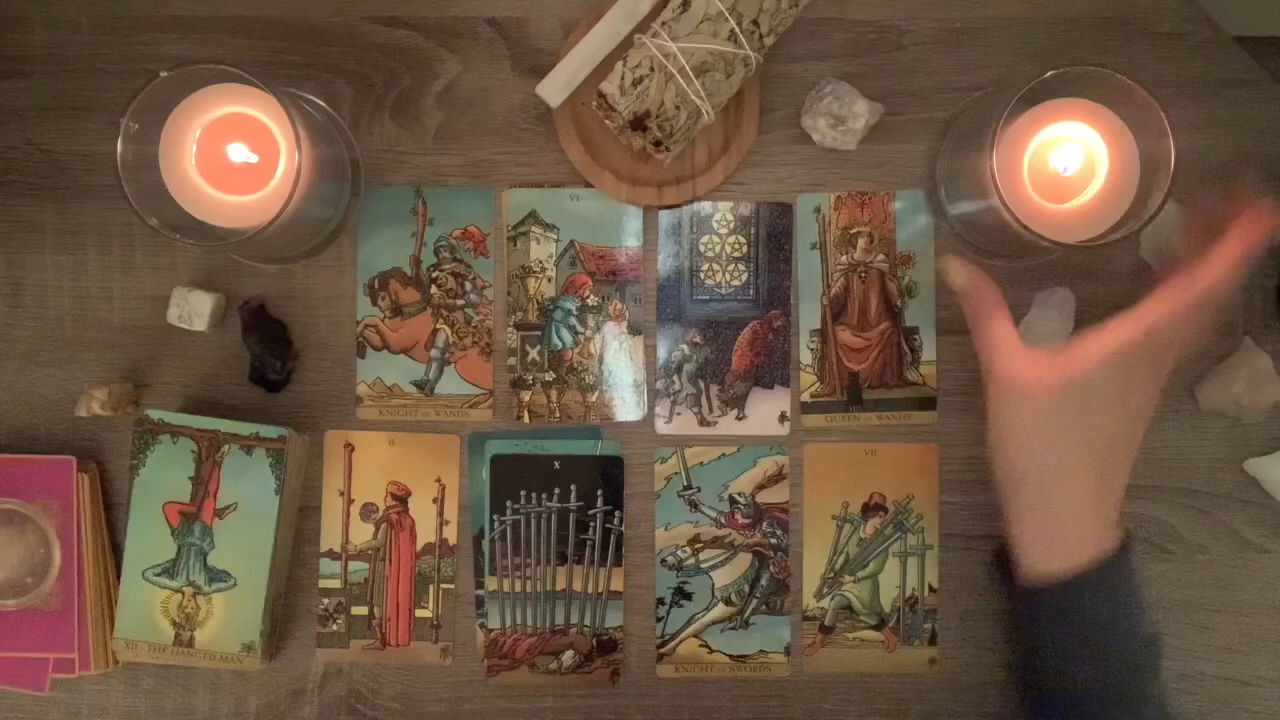 VI
KNIGHT OF WANDS
QUEEN OF WANDS
XII THE HANGED MAN
II
X
KNIGHT OF SWORDS
VII